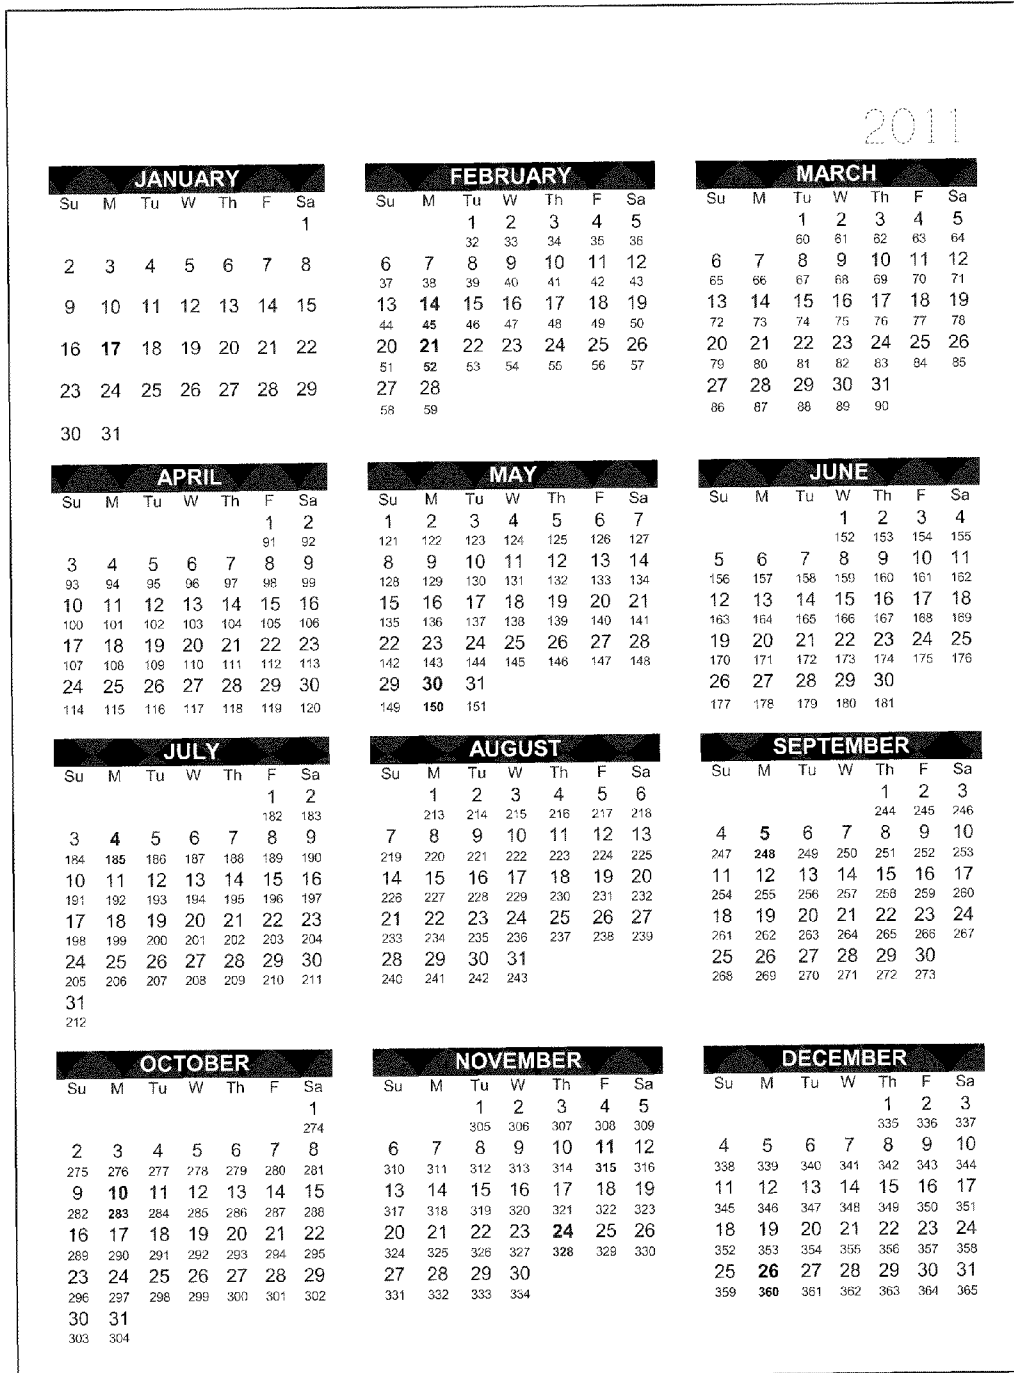 2011
JANUARY
Su M Tu W Th F Sa
1
2 3 4 5 6 7 8
9 10 11 12 13 14 15
16 17 18 19 20 21 22
23 24 25 26 27 28 29
30 31
FEBRUARY
Su M Tu W Th F Sa
1 2 3 4 5
32 33 34 35 36
6 7 8 9 10 11 12
37 38 39 40 41 42 43
13 14 15 16 17 18 19
44 45 46 47 48 49 50
20 21 22 23 24 25 26
51 52 53 54 55 56 57
27 28
58 59
MARCH
Su M Tu W Th F Sa
1 2 3 4 5
60 61 62 63 64
6 7 8 9 10 11 12
65 66 67 68 69 70 71
13 14 15 16 17 18 19
72 73 74 75 76 77 78
20 21 22 23 24 25 26
79 80 81 82 83 84 85
27 28 29 30 31
86 87 88 89 90
APRIL
Su M Tu W Th F Sa
1 2
91 92
3 4 5 6 7 8 9
93 94 95 96 97 98 99
10 11 12 13 14 15 16
100 101 102 103 104 105 106
17 18 19 20 21 22 23
107 108 109 110 111 112 113
24 25 26 27 28 29 30
114 115 116 117 118 119 120
MAY
Su M Tu W Th F Sa
1 2 3 4 5 6 7
121 122 123 124 125 126 127
8 9 10 11 12 13 14
128 129 130 131 132 133 134
15 16 17 18 19 20 21
135 136 137 138 139 140 141
22 23 24 25 26 27 28
142 143 144 145 146 147 148
29 30 31
149 150 151
JUNE
Su M Tu W Th F Sa
1 2 3 4
152 153 154 155
5 6 7 8 9 10 11
156 157 158 159 160 161 162
12 13 14 15 16 17 18
163 164 165 166 167 168 169
19 20 21 22 23 24 25
170 171 172 173 174 175 176
26 27 28 29 30
177 178 179 180 181
JULY
Su M Tu W Th F Sa
1 2
182 183
3 4 5 6 7 8 9
184 185 186 187 188 189 190
10 11 12 13 14 15 16
191 192 193 194 195 196 197
17 18 19 20 21 22 23
198 199 200 201 202 203 204
24 25 26 27 28 29 30
205 206 207 208 209 210 211
31
212
AUGUST
Su M Tu W Th F Sa
1 2 3 4 5 6
213 214 215 216 217 218
7 8 9 10 11 12 13
219 220 221 222 223 224 225
14 15 16 17 18 19 20
226 227 228 229 230 231 232
21 22 23 24 25 26 27
233 234 235 236 237 238 239
28 29 30 31
240 241 242 243
SEPTEMBER
Su M Tu W Th F Sa
1 2 3
244 245 246
4 5 6 7 8 9 10
247 248 249 250 251 252 253
11 12 13 14 15 16 17
254 255 256 257 258 259 260
18 19 20 21 22 23 24
261 262 263 264 265 266 267
25 26 27 28 29 30
268 269 270 271 272 273
OCTOBER
Su M Tu W Th F Sa
1
274
2 3 4 5 6 7 8
275 276 277 278 279 280 281
9 10 11 12 13 14 15
282 283 284 285 286 287 288
16 17 18 19 20 21 22
289 290 291 292 293 294 295
23 24 25 26 27 28 29
296 297 298 299 300 301 302
30 31
303 304
NOVEMBER
Su M Tu W Th F Sa
1 2 3 4 5
305 306 307 308 309
6 7 8 9 10 11 12
310 311 312 313 314 315 316
13 14 15 16 17 18 19
317 318 319 320 321 322 323
20 21 22 23 24 25 26
324 325 326 327 328 329 330
27 28 29 30
331 332 333 334
DECEMBER
Su M Tu W Th F Sa
1 2 3
335 336 337
4 5 6 7 8 9 10
338 339 340 341 342 343 344
11 12 13 14 15 16 17
345 346 347 348 349 350 351
18 19 20 21 22 23 24
352 353 354 355 356 357 358
25 26 27 28 29 30 31
359 360 361 362 363 364 365